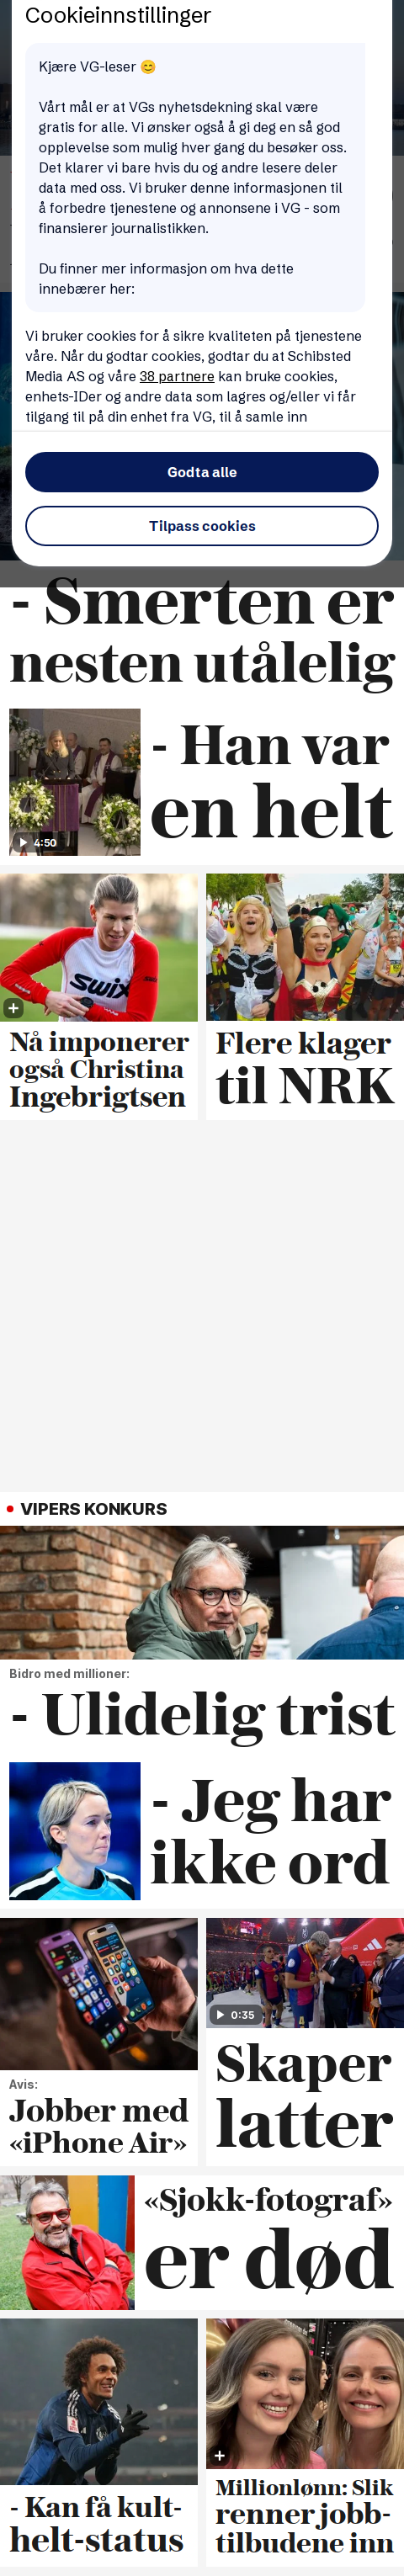 Cookieinnstillinger
Kjære VG-leser 😊
Vårt mål er at VGs nyhetsdekning skal være
gratis for alle. Vi ønsker også å gi deg en så god
opplevelse som mulig hver gang du besøker oss.
Det klarer vi bare hvis du og andre lesere deler
data med oss. Vi bruker denne informasjonen til
å forbedre tjenestene og annonsene i VG - som
finansierer journalistikken.
Du finner mer informasjon om hva dette
innebærer her:
Vi bruker cookies for å sikre kvaliteten på tjenestene
våre. Når du godtar cookies, godtar du at Schibsted
Media AS og våre 38 partnere kan bruke cookies,
enhets-IDer og andre data som lagres og/eller vi får
tilgang til på din enhet fra VG, til å samle inn
Godta alle
Tilpass cookies
- Smerten er
nesten utålelig
4:50
- Han var
en helt
SWIX
Nå imponerer
også Christina
Ingebrigtsen
Flere klager
til NRK
VIPERS KONKURS
Bidro med millioner:
- Ulidelig trist
- Jeg har
ikke ord
Avis:
Jobber med
«iPhone Air»
0:35
Skaper
latter
«Sjokk-fotograf»
er død
- Kan få kult-
helt-status
Millionlønn: Slik
renner jobb-
tilbudene inn